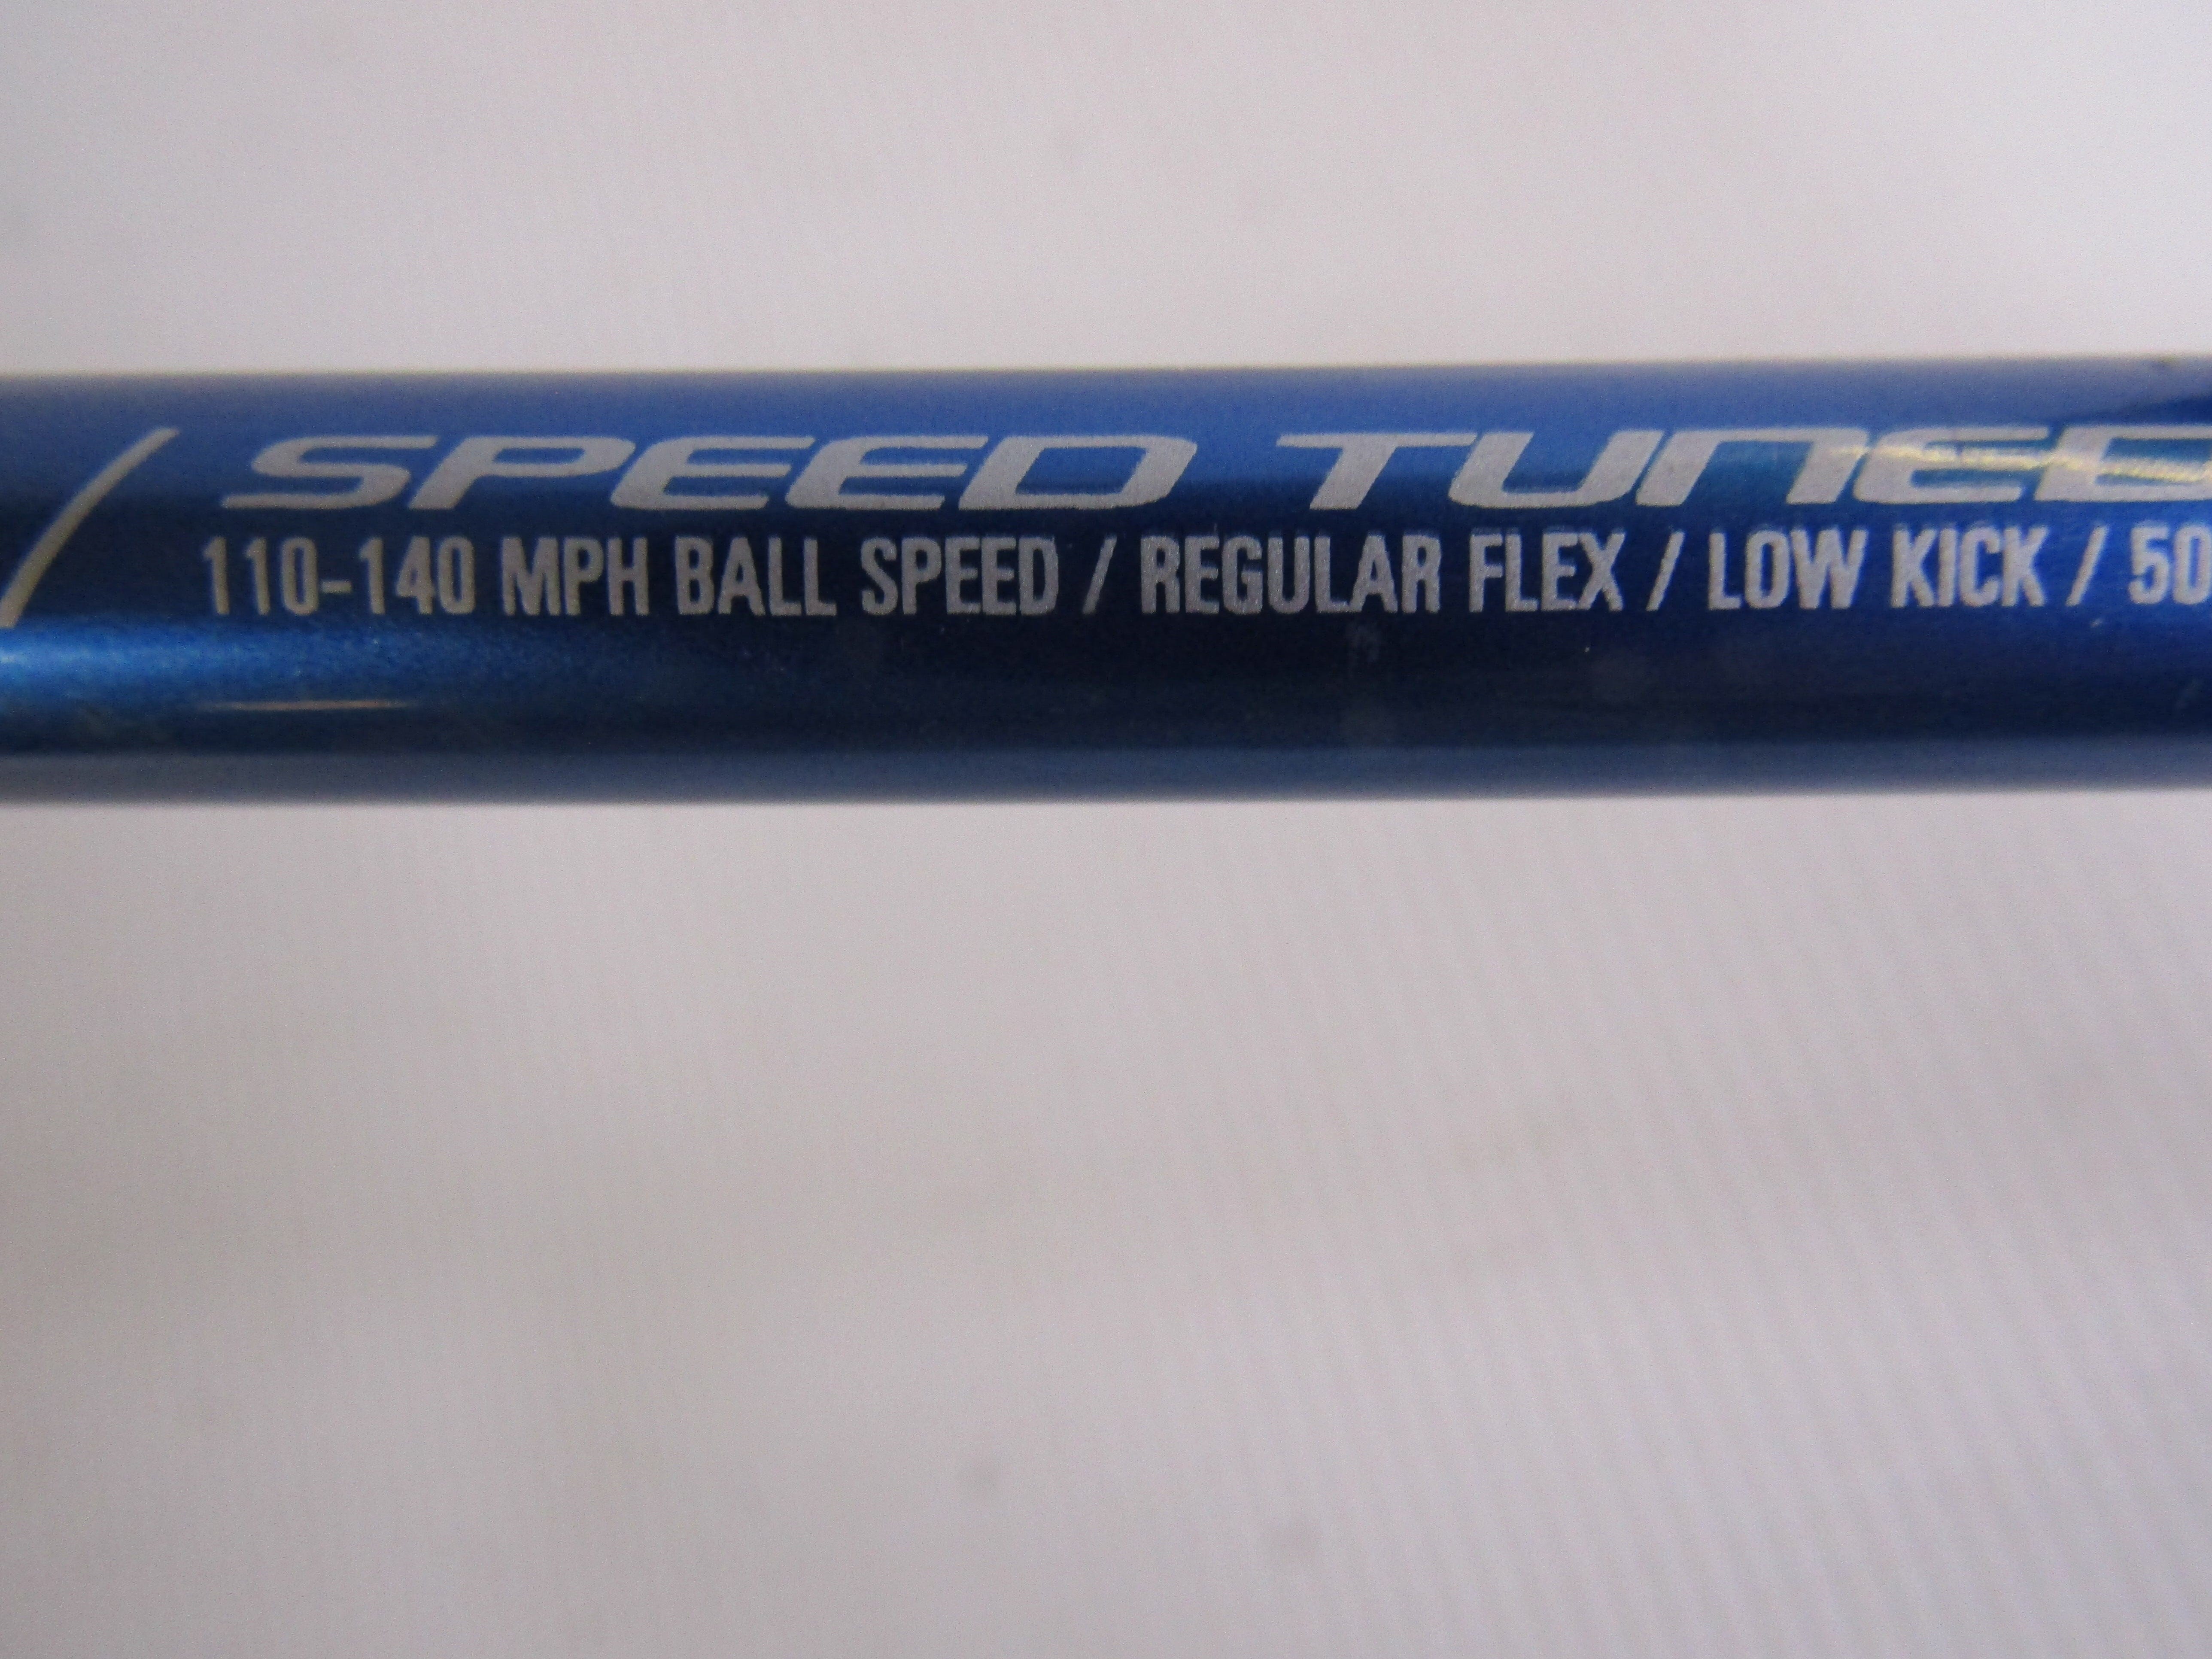 / SPEED TUNED
110-140 MPH BALL SPEED / REGULAR FLEX / LOW KICK / 50